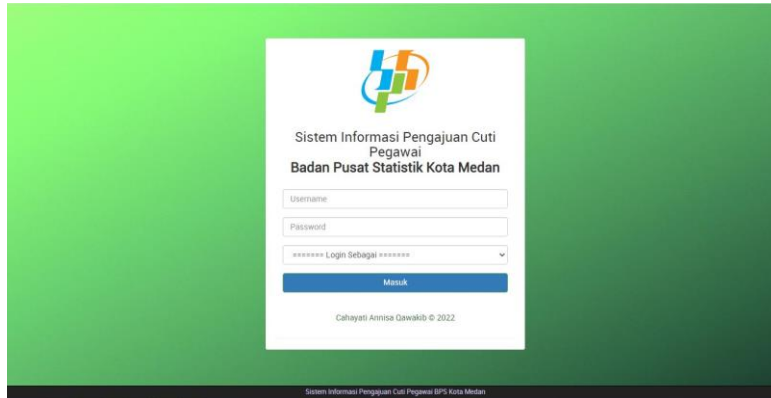 Sistem Informasi Pengajuan Cuti
Pegawai
Badan Pusat Statistik Kota Medan
Username
Password
======= Login Sebagai =======
Masuk
Cahayati Annisa Qawakib © 2022
Sistem Informasi Pengajuan Cuti Pegawai BPS Kota Medan